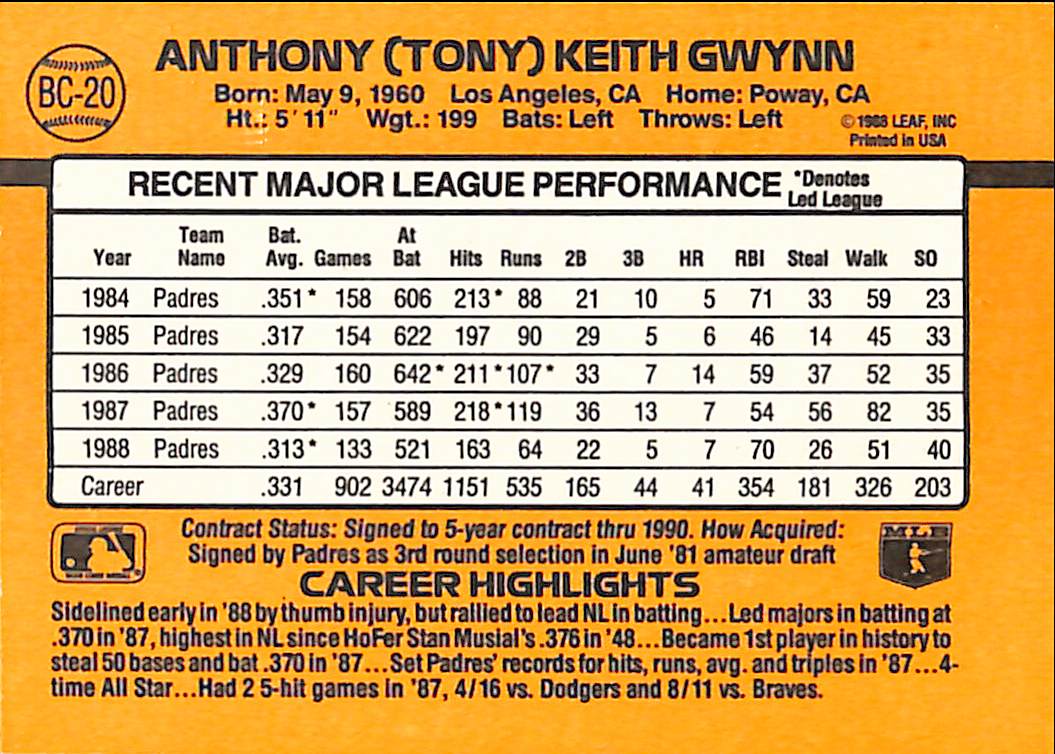 ANTHONY (TONY) KEITH GWYNN
BC-20
Born: May 9, 1960 Los Angeles, CA Home: Poway, CA
Ht.: 5' 11" Wgt.: 199 Bats: Left Throws: Left
© 1988 LEAF, INC
Printed in USA
RECENT MAJOR LEAGUE PERFORMANCE *Denotes
Led League
Year Team Name Bat. Avg. Games At Bat Hits Runs 2B 3B HR RBI Steal Walk SO
1984 Padres .351* 158 606 213* 88 21 10 5 71 33 59 23
1985 Padres .317 154 622 197 90 29 5 6 46 14 45 33
1986 Padres .329 160 642* 211* 107* 33 7 14 59 37 52 35
1987 Padres .370* 157 589 218* 119 36 13 7 54 56 82 35
1988 Padres .313* 133 521 163 64 22 5 7 70 26 51 40
Career .331 902 3474 1151 535 165 44 41 354 181 326 203
Contract Status: Signed to 5-year contract thru 1990. How Acquired:
Signed by Padres as 3rd round selection in June '81 amateur draft
CAREER HIGHLIGHTS
Sidelined early in '88 by thumb injury, but rallied to lead NL in batting...Led majors in batting at
.370 in '87, highest in NL since HoFer Stan Musial's .376 in '48...Became 1st player in history to
steal 50 bases and bat .370 in '87...Set Padres' records for hits, runs, avg. and triples in '87...4-
time All Star...Had 2 5-hit games in '87, 4/16 vs. Dodgers and 8/11 vs. Braves.